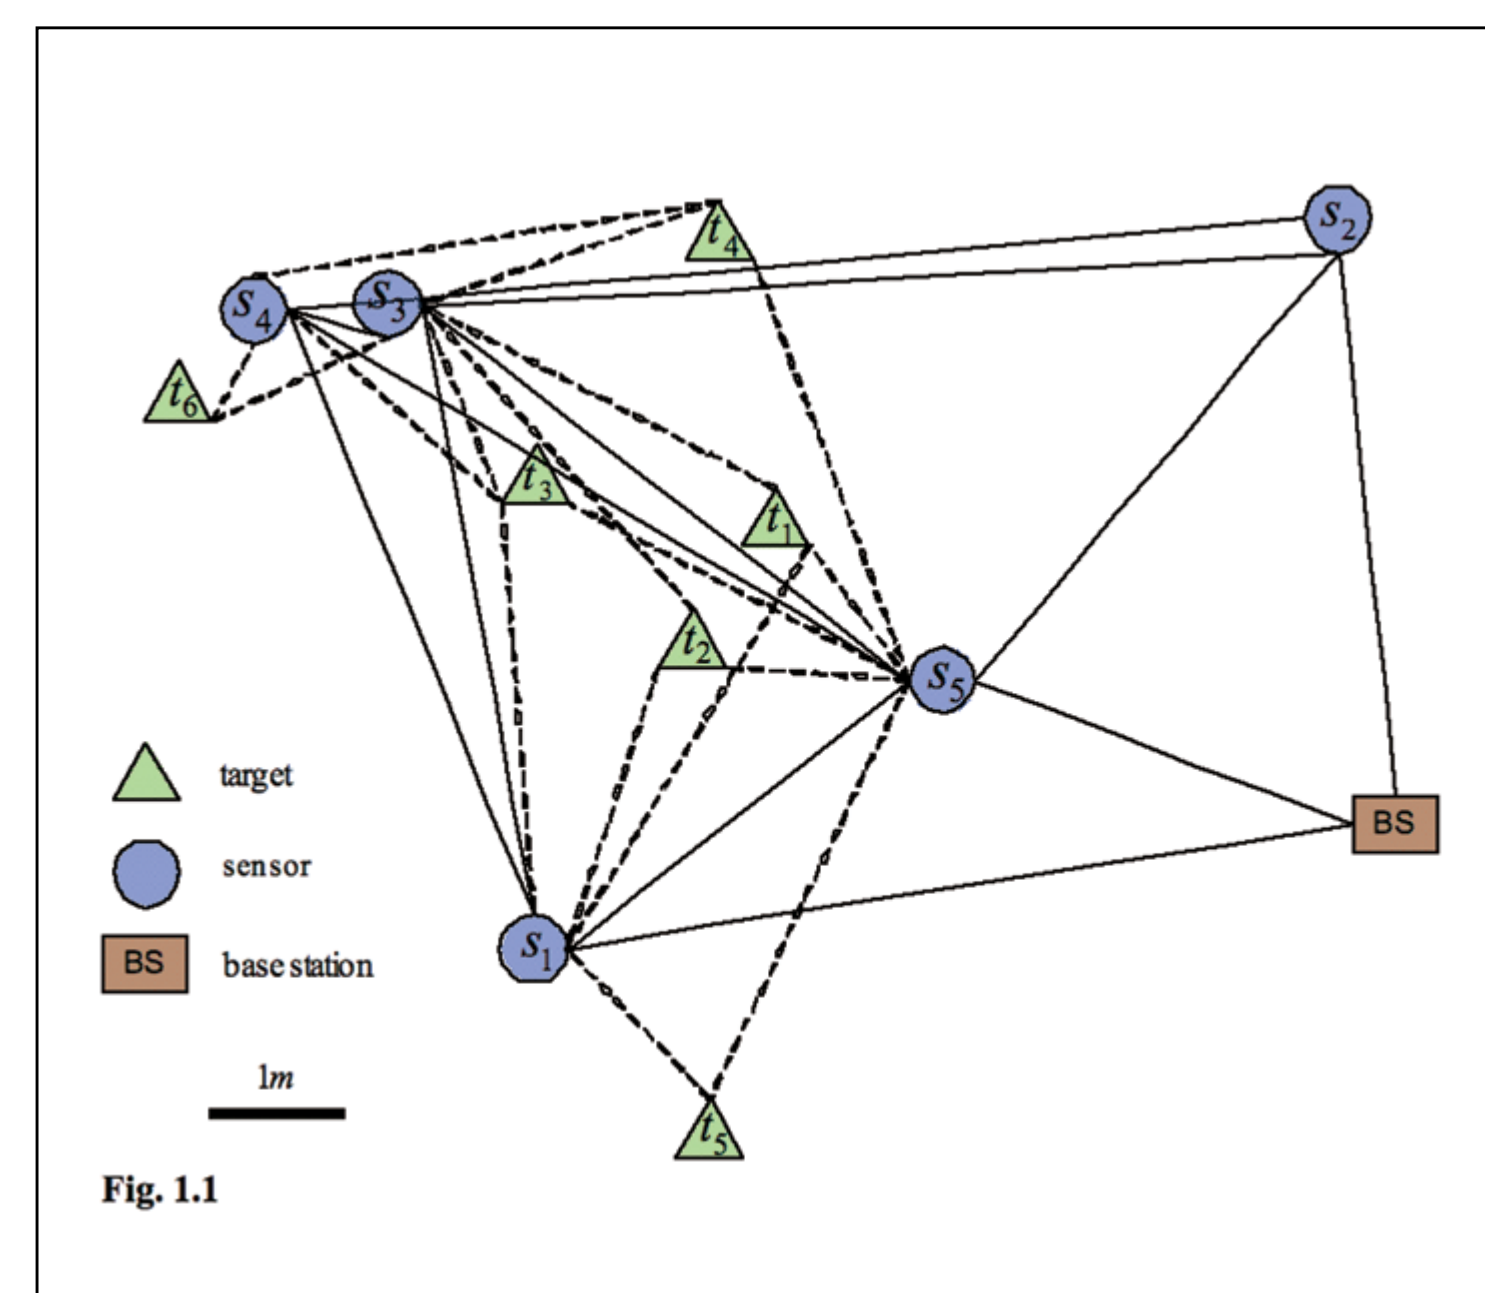 t4
s2
s4
s3
t6
t3
t1
t2
s5
target
BS
sensor
s1
BS
base station
1m
t5
Fig. 1.1